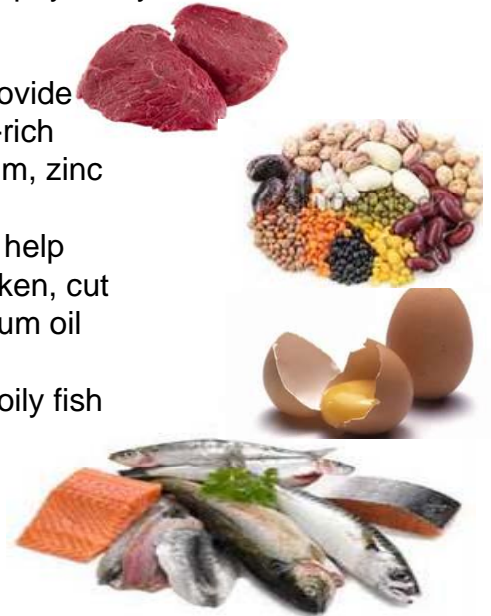 ovide
rich
m, zinc
help
ken, cut
um oil
oily fish